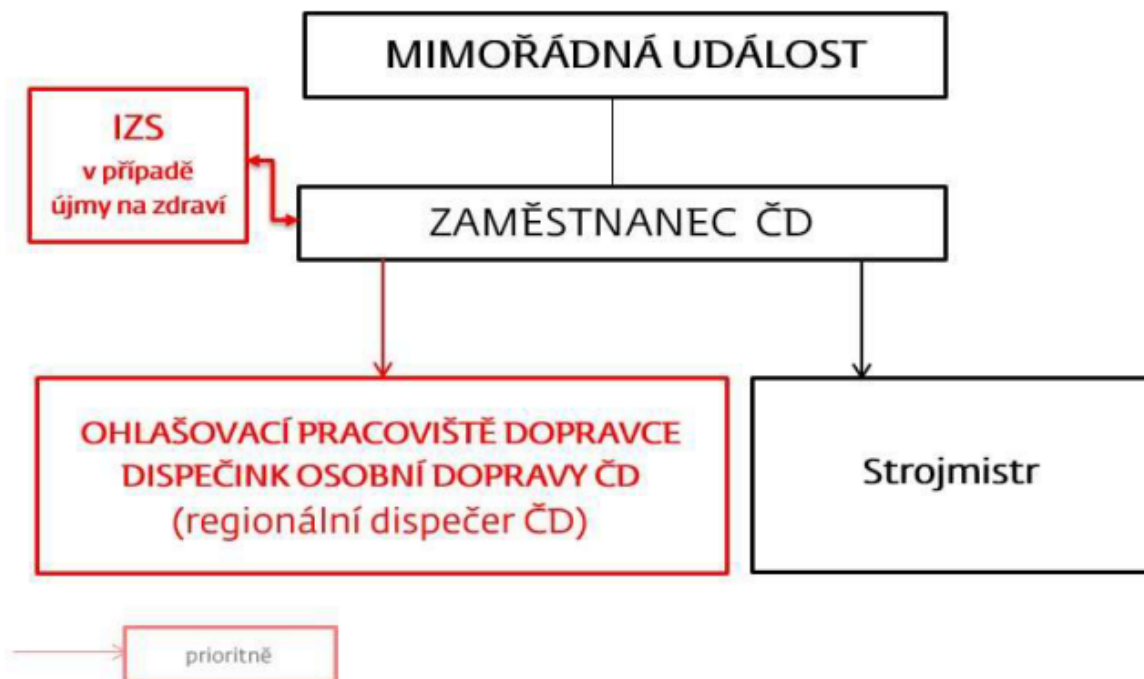 MIMOŘÁDNÁ UDÁLOST
IZS
v případě
újmy na zdraví
ZAMĚSTNANEC ČD
OHLAŠOVACÍ PRACOVIŠTĚ DOPRAVCE
DISPEČINK OSOBNÍ DOPRAVY ČD
(regionální dispečer ČD)
Strojmistr
prioritně